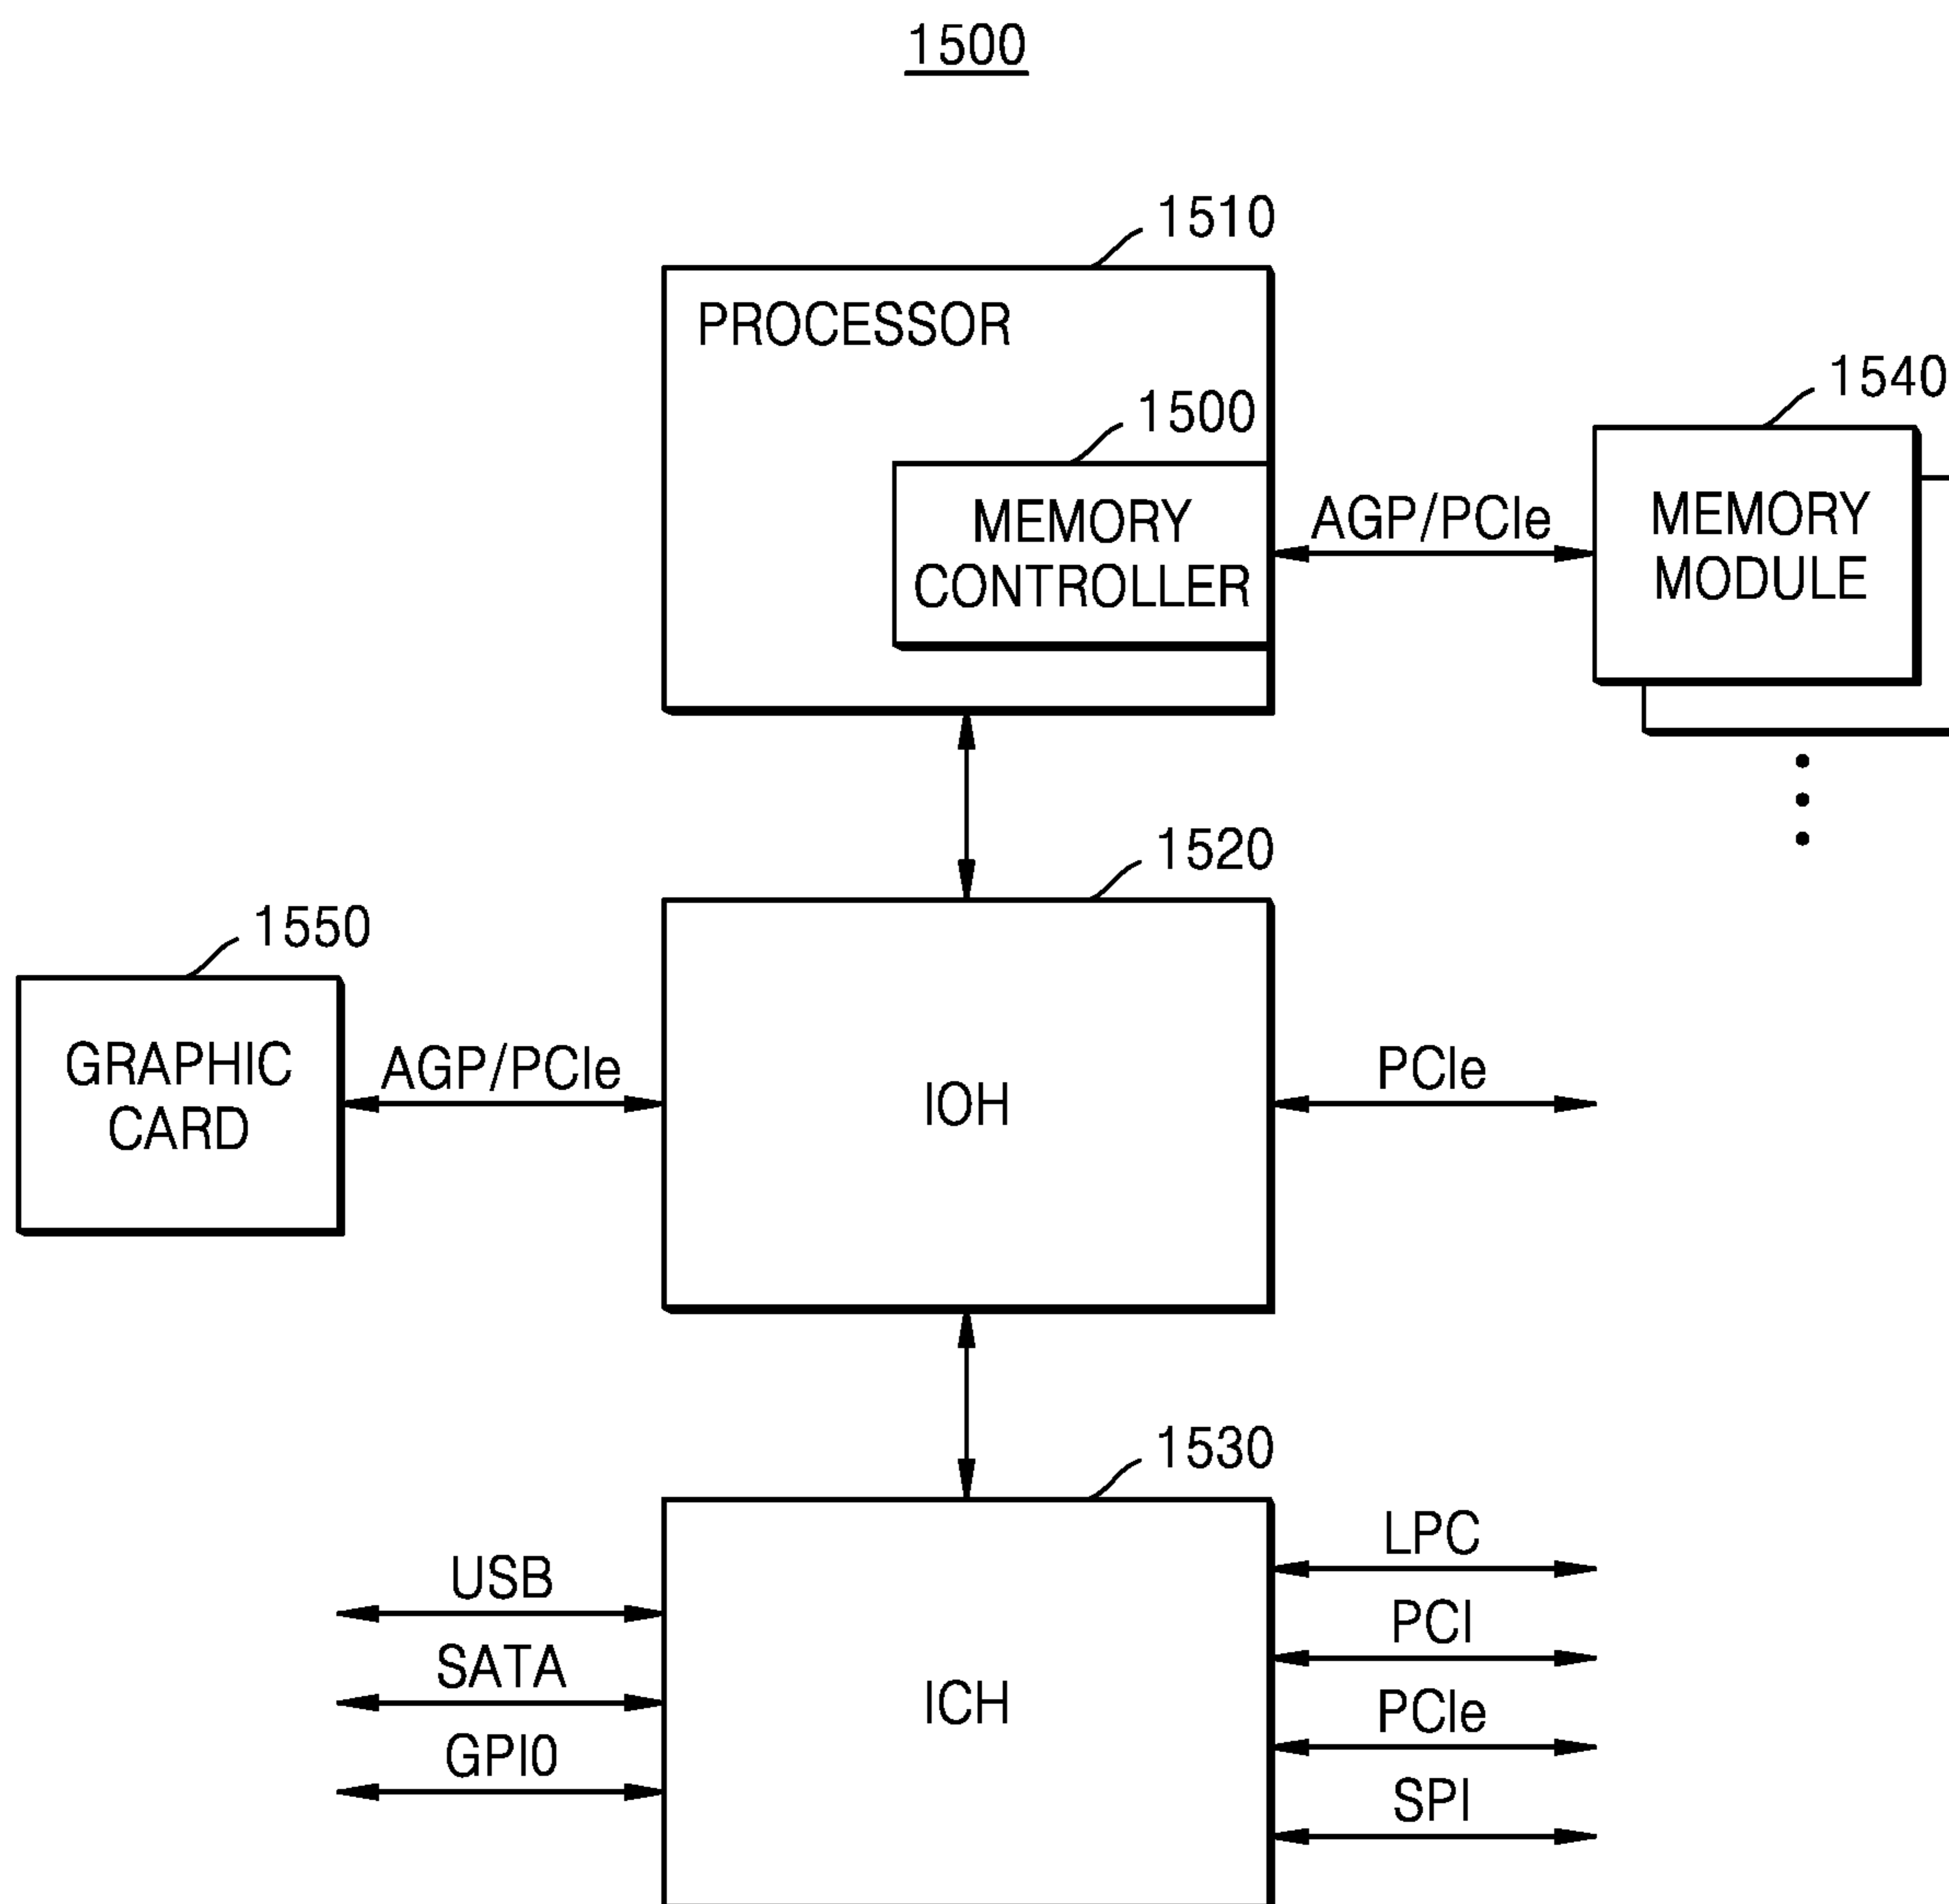 1500
1510
PROCESSOR
1500
MEMORY
CONTROLLER
AGP/PCIe
1540
MEMORY
MODULE
1520
1550
GRAPHIC
CARD
AGP/PCIe
IOH
PCIe
1530
USB
SATA
GPI0
ICH
LPC
PCI
PCIe
SPI